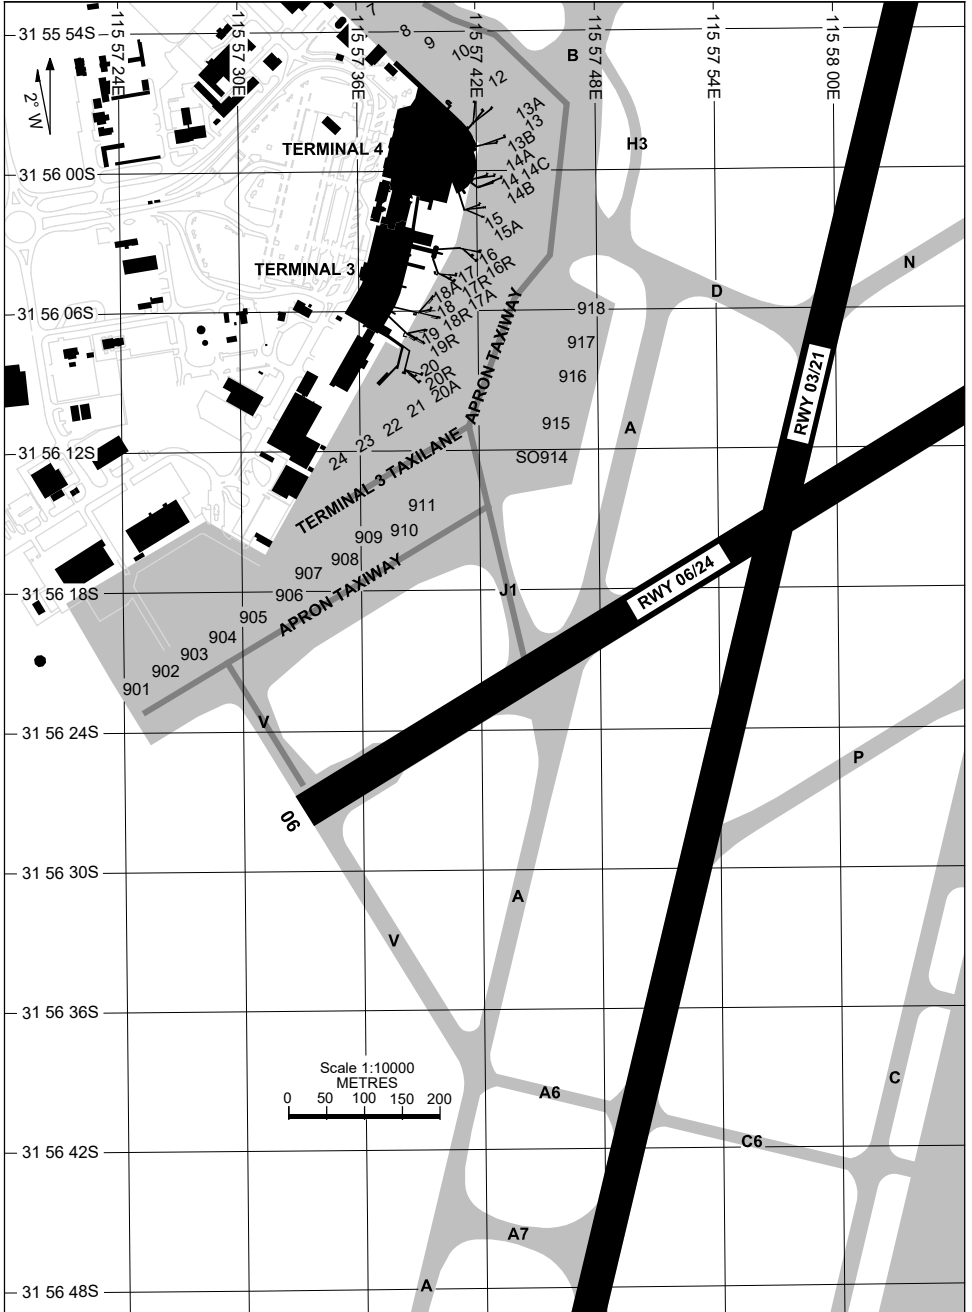 31 55 54S
115 57 24E
115 57 30E
115 57 36E
115 57 42E
115 57 48E
115 57 54E
115 58 00E
7
8
9
10
12
B
2° W
13A
13
13B
H3
TERMINAL 4
14A
14C
14
14B
31 56 00S
15
15A
N
TERMINAL 3
16
16R
17
17R
17A
18A
18
18R
D
31 56 06S
918
19
19R
917
APRON TAXIWAY
RWY 03/21
20
20R
20A
916
21
22
915
A
23
24
31 56 12S
SO914
TERMINAL 3 TAXILANE
911
910
909
908
907
APRON TAXIWAY
RWY 06/24
31 56 18S
906
J1
905
904
903
902
901
V
31 56 24S
P
06
31 56 30S
A
V
31 56 36S
Scale 1:10000
METRES
0 50 100 150 200
A6
C
C6
31 56 42S
A7
A
31 56 48S